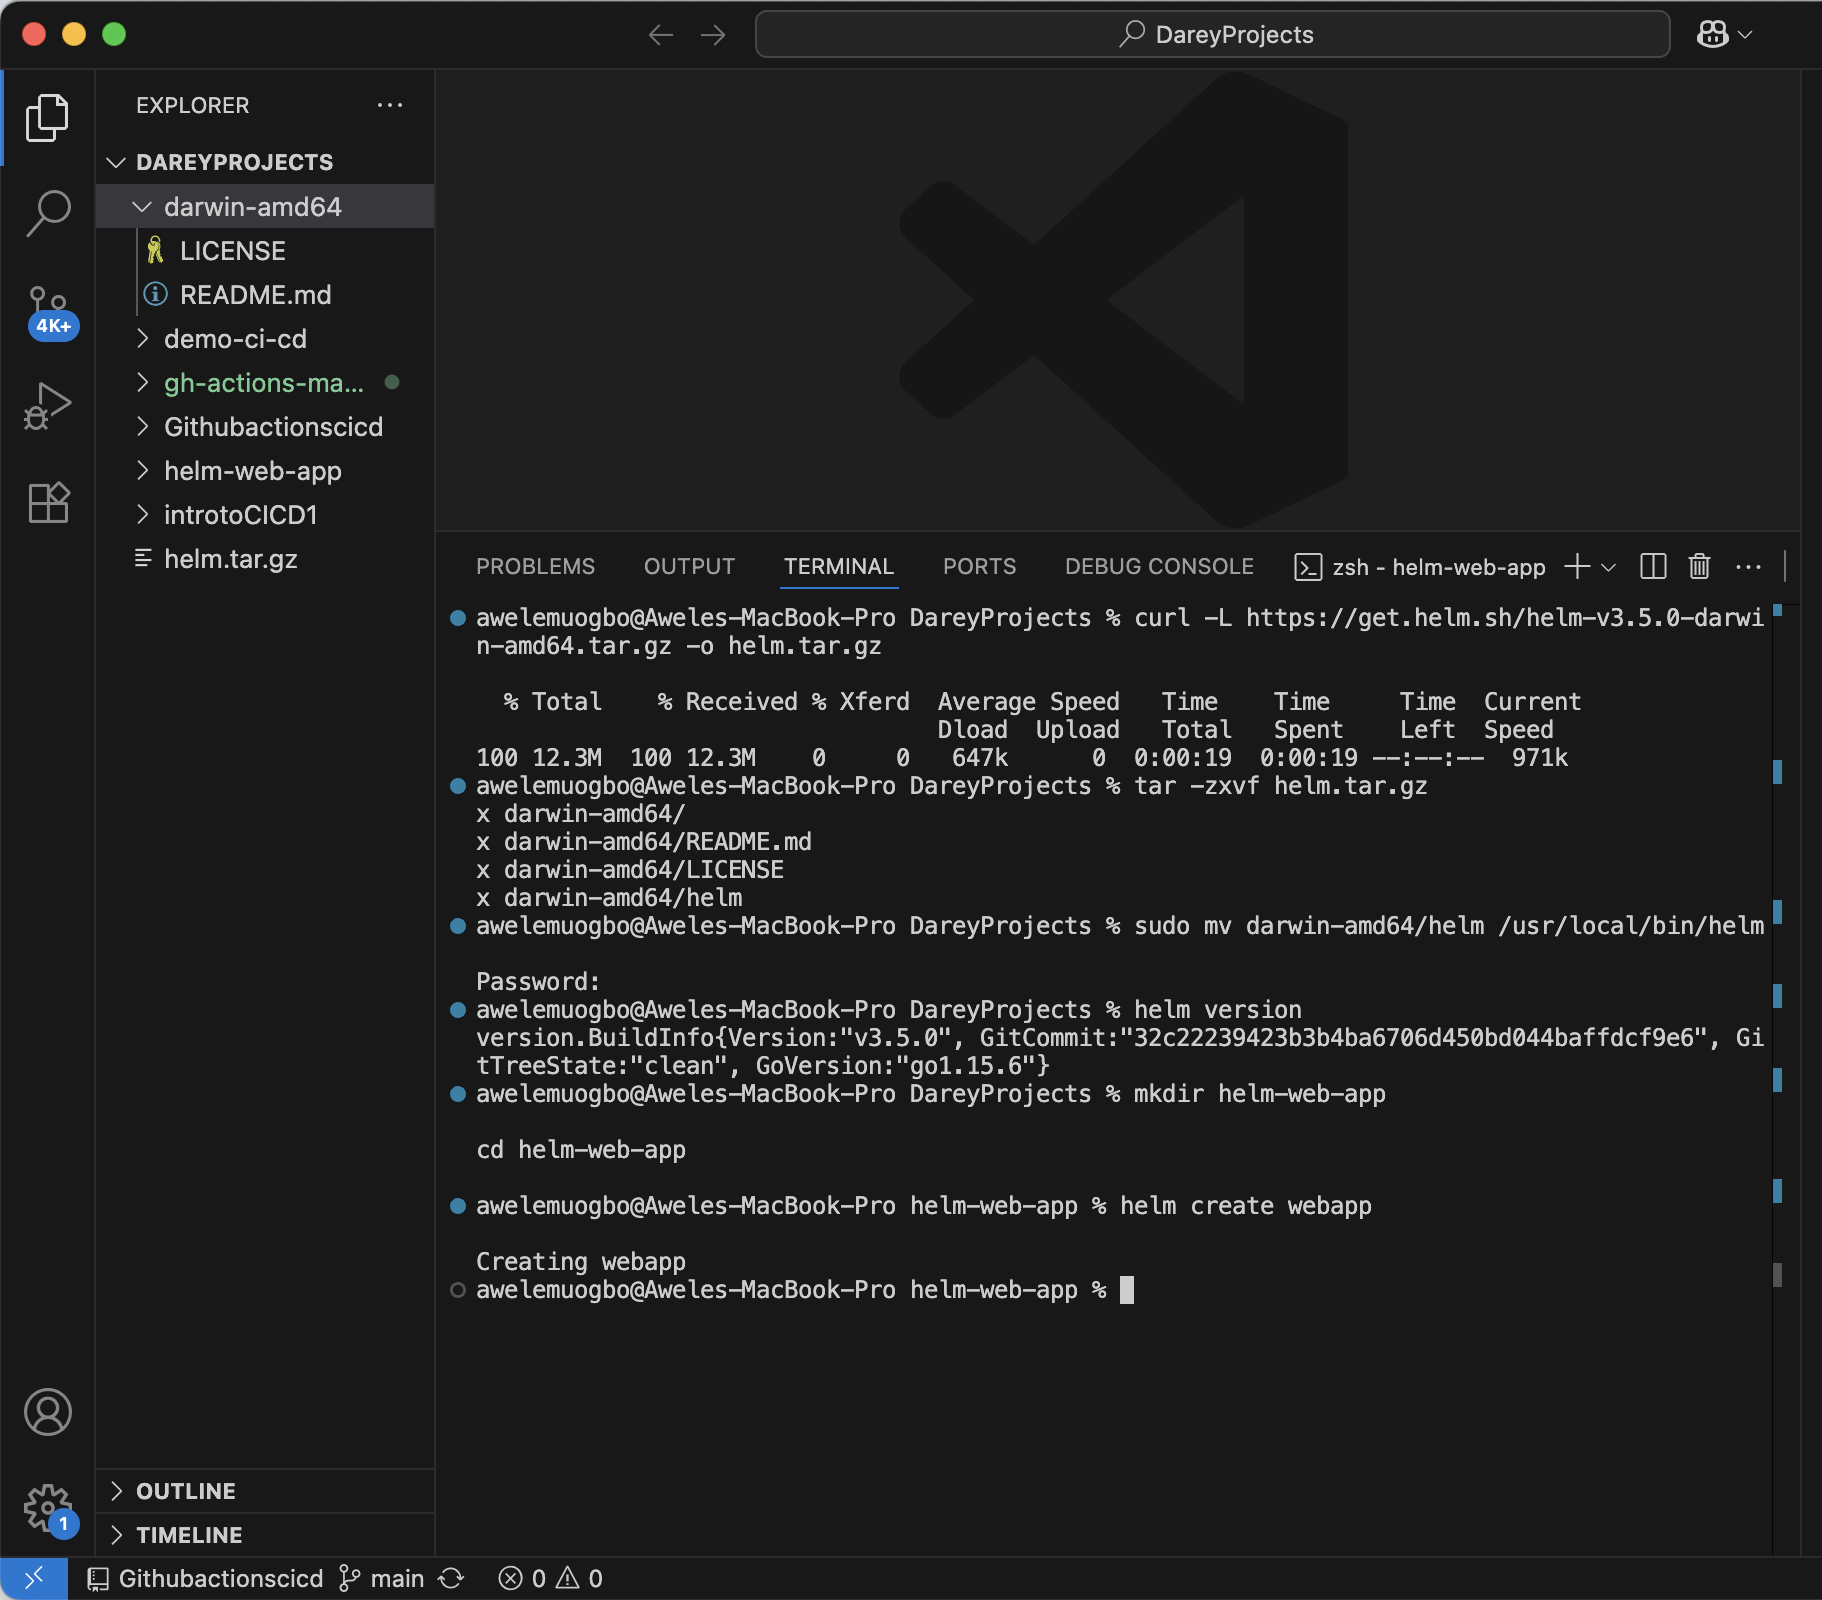 DareyProjects
EXPLORER
DAREYPROJECTS
darwin-amd64
LICENSE
README.md
4K+
demo-ci-cd
gh-actions-ma...
Githubactionscicd
helm-web-app
introtoCICD1
helm.tar.gz
PROBLEMS OUTPUT TERMINAL PORTS DEBUG CONSOLE zsh - helm-web-app
awelemuogbo@Aweles-MacBook-Pro DareyProjects % curl -L https://get.helm.sh/helm-v3.5.0-darwi
n-amd64.tar.gz -o helm.tar.gz
% Total % Received % Xferd Average Speed Time Time Time Current
Dload Upload Total Spent Left Speed
100 12.3M 100 12.3M 0 0 647k 0 0:00:19 0:00:19 --:--:-- 971k
awelemuogbo@Aweles-MacBook-Pro DareyProjects % tar -zxvf helm.tar.gz
x darwin-amd64/
x darwin-amd64/README.md
x darwin-amd64/LICENSE
x darwin-amd64/helm
awelemuogbo@Aweles-MacBook-Pro DareyProjects % sudo mv darwin-amd64/helm /usr/local/bin/helm
Password:
awelemuogbo@Aweles-MacBook-Pro DareyProjects % helm version
version.BuildInfo{Version:"v3.5.0", GitCommit:"32c22239423b3b4ba6706d450bd044baffdcf9e6", Gi
tTreeState:"clean", GoVersion:"go1.15.6"}
awelemuogbo@Aweles-MacBook-Pro DareyProjects % mkdir helm-web-app
cd helm-web-app
awelemuogbo@Aweles-MacBook-Pro helm-web-app % helm create webapp
Creating webapp
awelemuogbo@Aweles-MacBook-Pro helm-web-app %
OUTLINE
1
TIMELINE
Githubactionscicd main 0 0